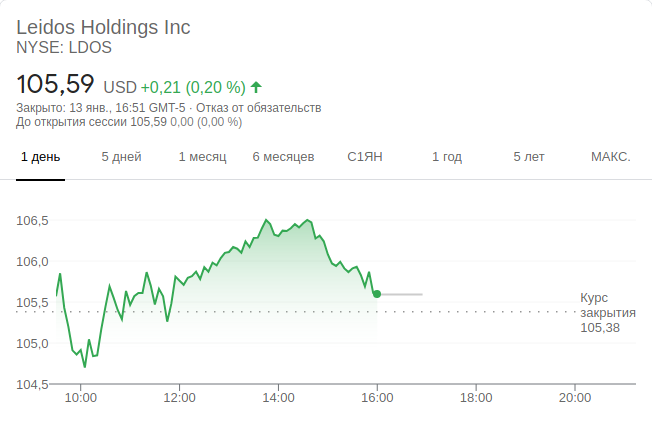 Leidos Holdings Inc
NYSE: LDOS
105,59 USD +0,21 (0,20 %)
Закрыто: 13 янв., 16:51 GMT-5 · Отказ от обязательств
До открытия сессии 105,59 0,00 (0,00 %)
1 день 5 дней 1 месяц 6 месяцев С1ЯН 1 год 5 лет МАКС.
106,5
106,0
105,5
105,0
104,5
Курс
закрытия
105,38
10:00 12:00 14:00 16:00 18:00 20:00